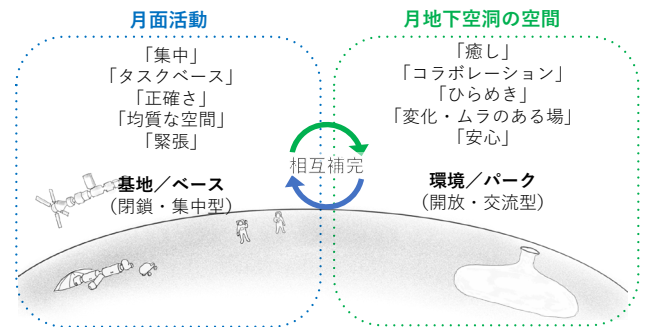 月面活動
「集中」
「タスクベース」
「正確さ」
「均質な空間」
「緊張」
基地／ベース
（閉鎖・集中型）
相互補完
月地下空洞の空間
「癒し」
「コラボレーション」
「ひらめき」
「変化・ムラのある場」
「安心」
環境／パーク
（開放・交流型）